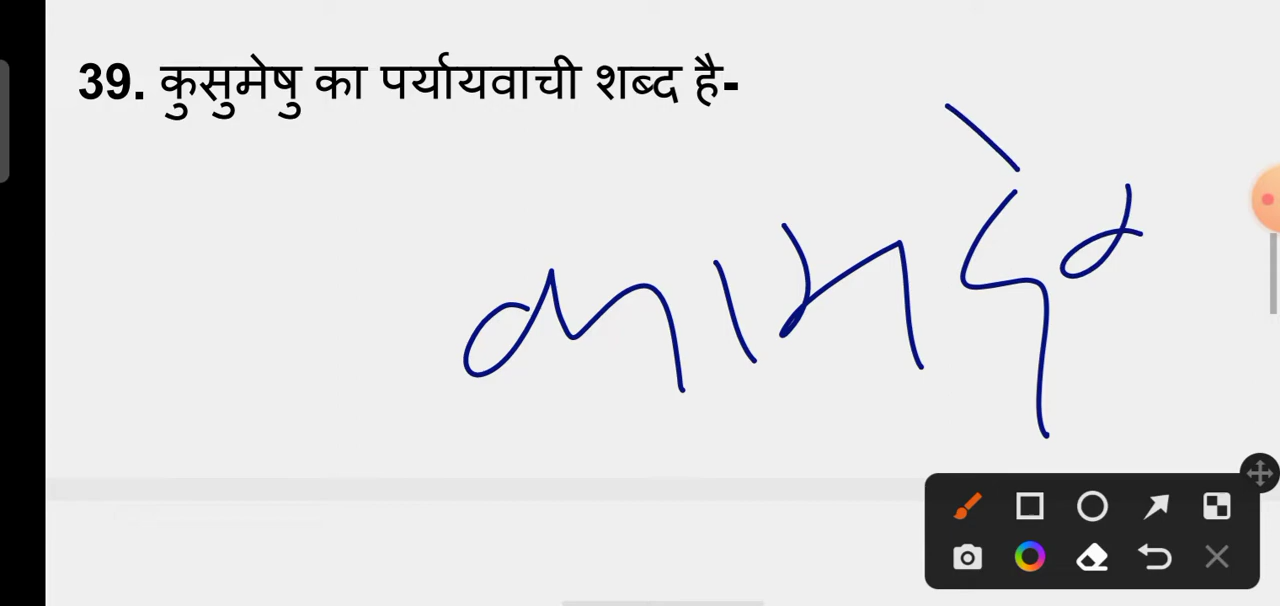 39. कुसुमेषु का पर्यायवाची शब्द है-
कामदेव